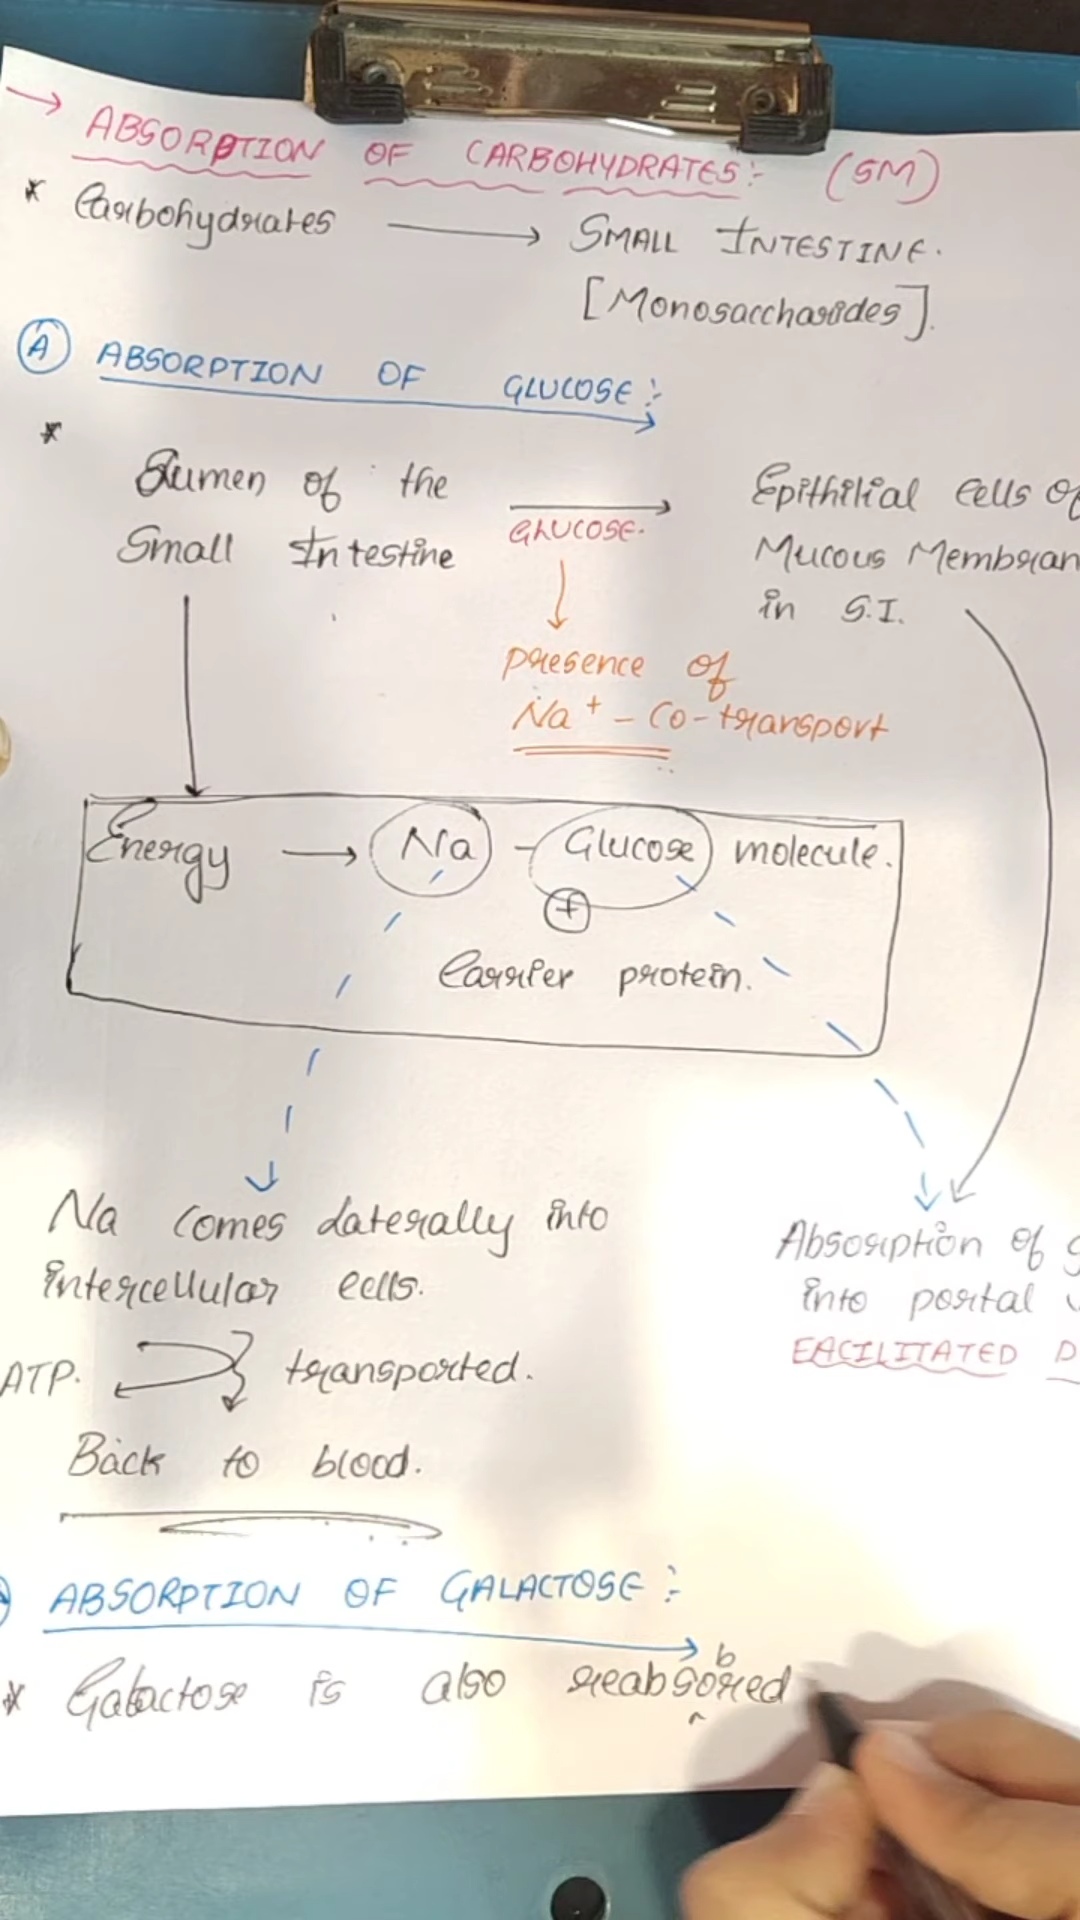 → ABSORPTION OF CARBOHYDRATES:- (5M)
* Carbohydrates → SMALL INTESTINE.
[Monosaccharides].
(A) ABSORPTION OF GLUCOSE:-
*
Lumen of the
Small Intestine
GLUCOSE.
Epithilial Cells of
Mucous Membran
in S.I.
presence of
Na⁺ - Co-transport
Energy → Na - Glucose molecule.
+
Carrier protein.
Na comes laterally into
intercellular cells.
Absorption of g
into portal v
FACILITATED D
ATP. transported.
Back to blood.
ABSORPTION OF GALACTOSE:-
* Galactose is also reabsorbed